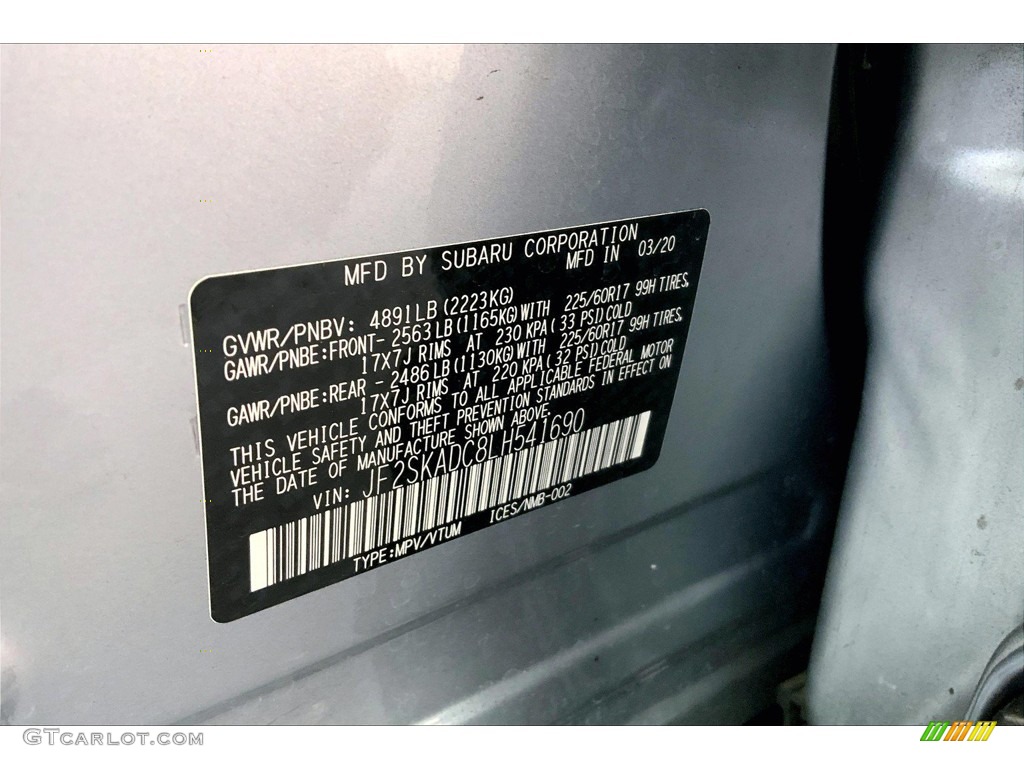 MFD BY SUBARU CORPORATION
MFD IN 03/20
GVWR/PNBV: 4891LB(2223KG)
GAWR/PNBE:FRONT- 2563LB(1165KG)WITH 225/60R17 99H TIRES,
17X7J RIMS AT 230 KPA( 33 PSI)COLD
GAWR/PNBE:REAR - 2486LB(1130KG)WITH 225/60R17 99H TIRES,
17X7J RIMS AT 220 KPA( 32 PSI)COLD
THIS VEHICLE CONFORMS TO ALL APPLICABLE FEDERAL MOTOR
VEHICLE SAFETY AND THEFT PREVENTION STANDARDS IN EFFECT ON
THE DATE OF MANUFACTURE SHOWN ABOVE.
VIN: JF2SKADC8LH541690
TYPE:MPV/VTUM ICES/NMB-002
GTCARLOT.COM